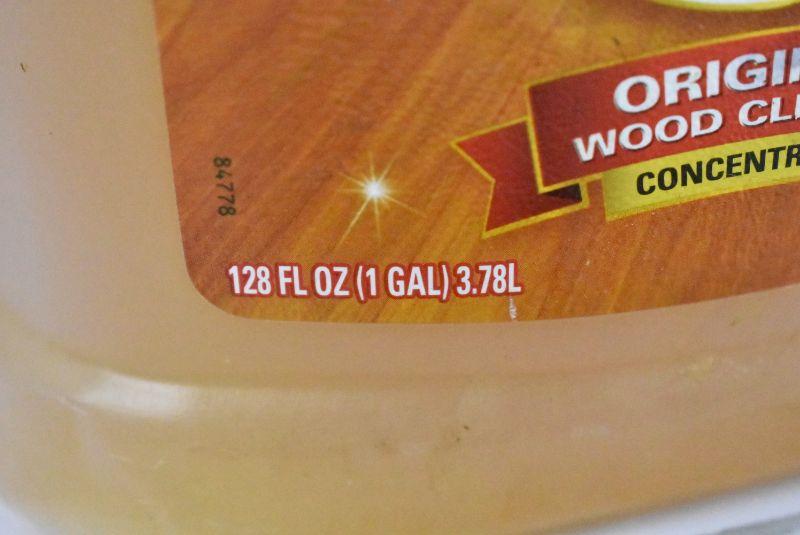 ORIGI
WOOD CL
CONCENTR
84778
128 FL OZ (1 GAL) 3.78L